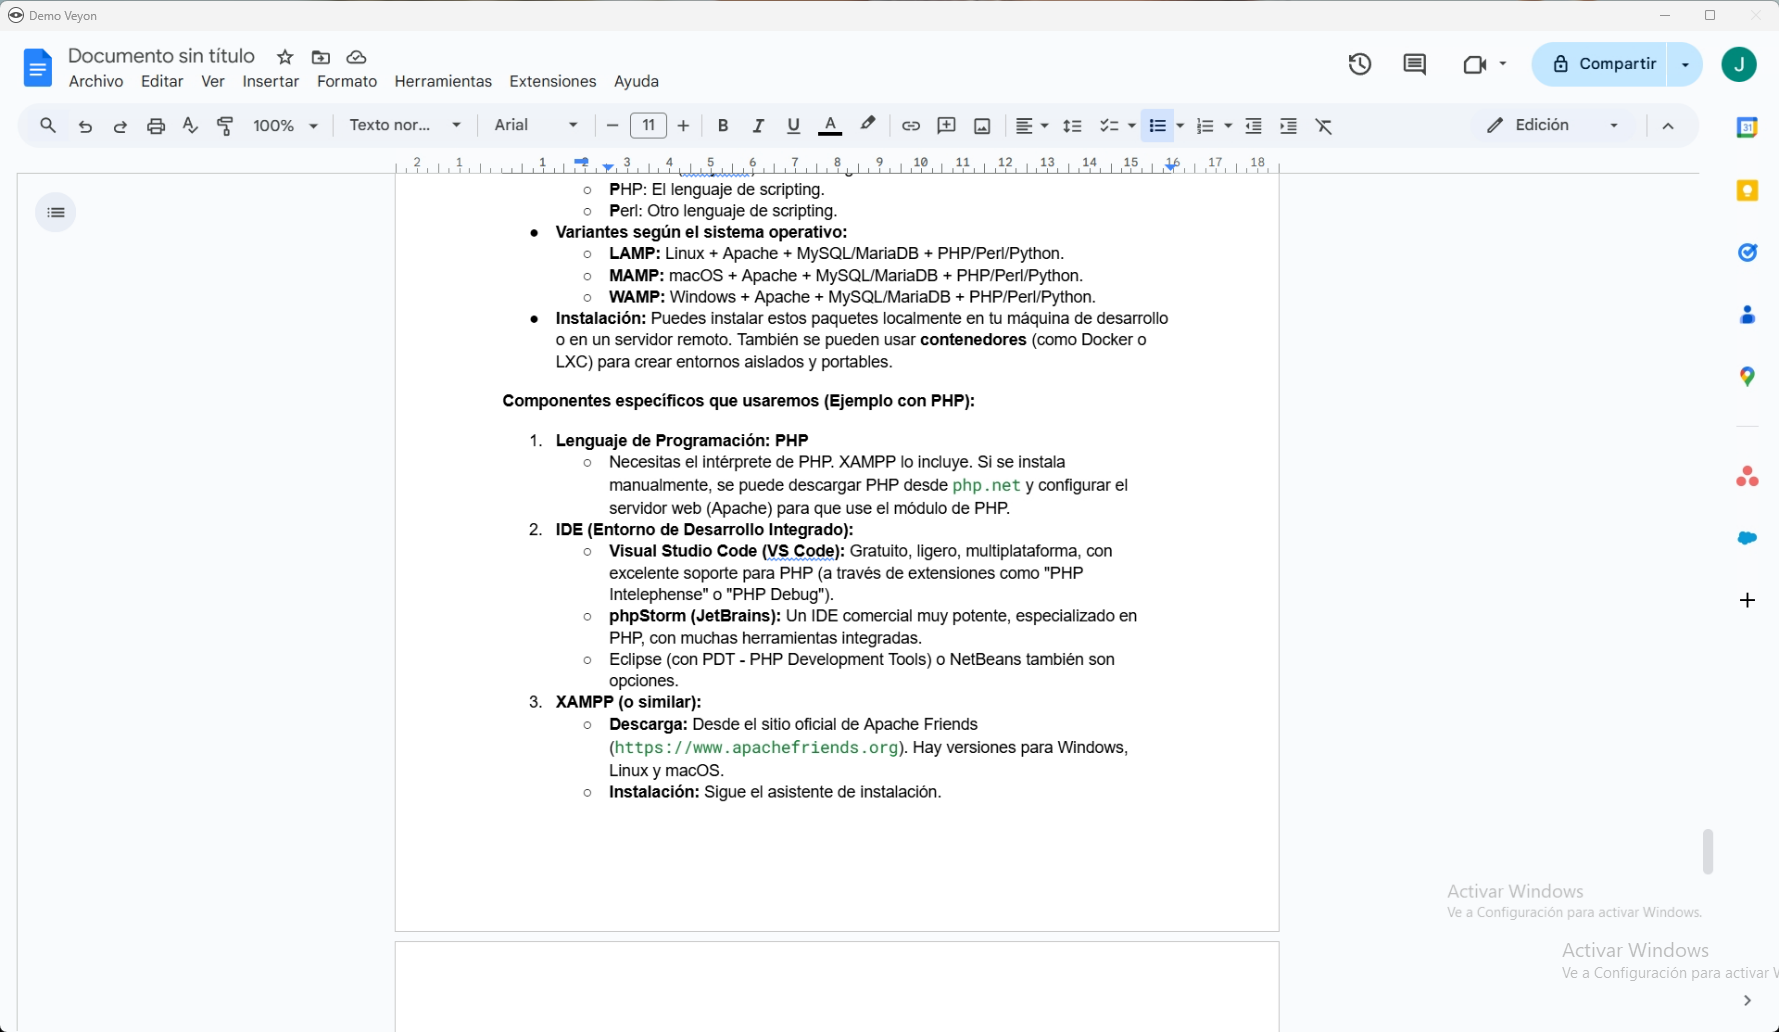 Demo Veyon
Documento sin título
Archivo Editar Ver Insertar Formato Herramientas Extensiones Ayuda
Compartir
J
100% Texto nor... Arial 11 Edición
31
2 1 1 2 3 4 5 6 7 8 9 10 11 12 13 14 15 16 17 18
○ PHP: El lenguaje de scripting.
○ Perl: Otro lenguaje de scripting.
● Variantes según el sistema operativo:
○ LAMP: Linux + Apache + MySQL/MariaDB + PHP/Perl/Python.
○ MAMP: macOS + Apache + MySQL/MariaDB + PHP/Perl/Python.
○ WAMP: Windows + Apache + MySQL/MariaDB + PHP/Perl/Python.
● Instalación: Puedes instalar estos paquetes localmente en tu máquina de desarrollo
o en un servidor remoto. También se pueden usar contenedores (como Docker o
LXC) para crear entornos aislados y portables.
Componentes específicos que usaremos (Ejemplo con PHP):
1. Lenguaje de Programación: PHP
○ Necesitas el intérprete de PHP. XAMPP lo incluye. Si se instala
manualmente, se puede descargar PHP desde php.net y configurar el
servidor web (Apache) para que use el módulo de PHP.
2. IDE (Entorno de Desarrollo Integrado):
○ Visual Studio Code (VS Code): Gratuito, ligero, multiplataforma, con
excelente soporte para PHP (a través de extensiones como "PHP
Intelephense" o "PHP Debug").
○ phpStorm (JetBrains): Un IDE comercial muy potente, especializado en
PHP, con muchas herramientas integradas.
○ Eclipse (con PDT - PHP Development Tools) o NetBeans también son
opciones.
3. XAMPP (o similar):
○ Descarga: Desde el sitio oficial de Apache Friends
(https://www.apachefriends.org). Hay versiones para Windows,
Linux y macOS.
○ Instalación: Sigue el asistente de instalación.
Activar Windows
Ve a Configuración para activar Windows.
Activar Windows
Ve a Configuración para activar